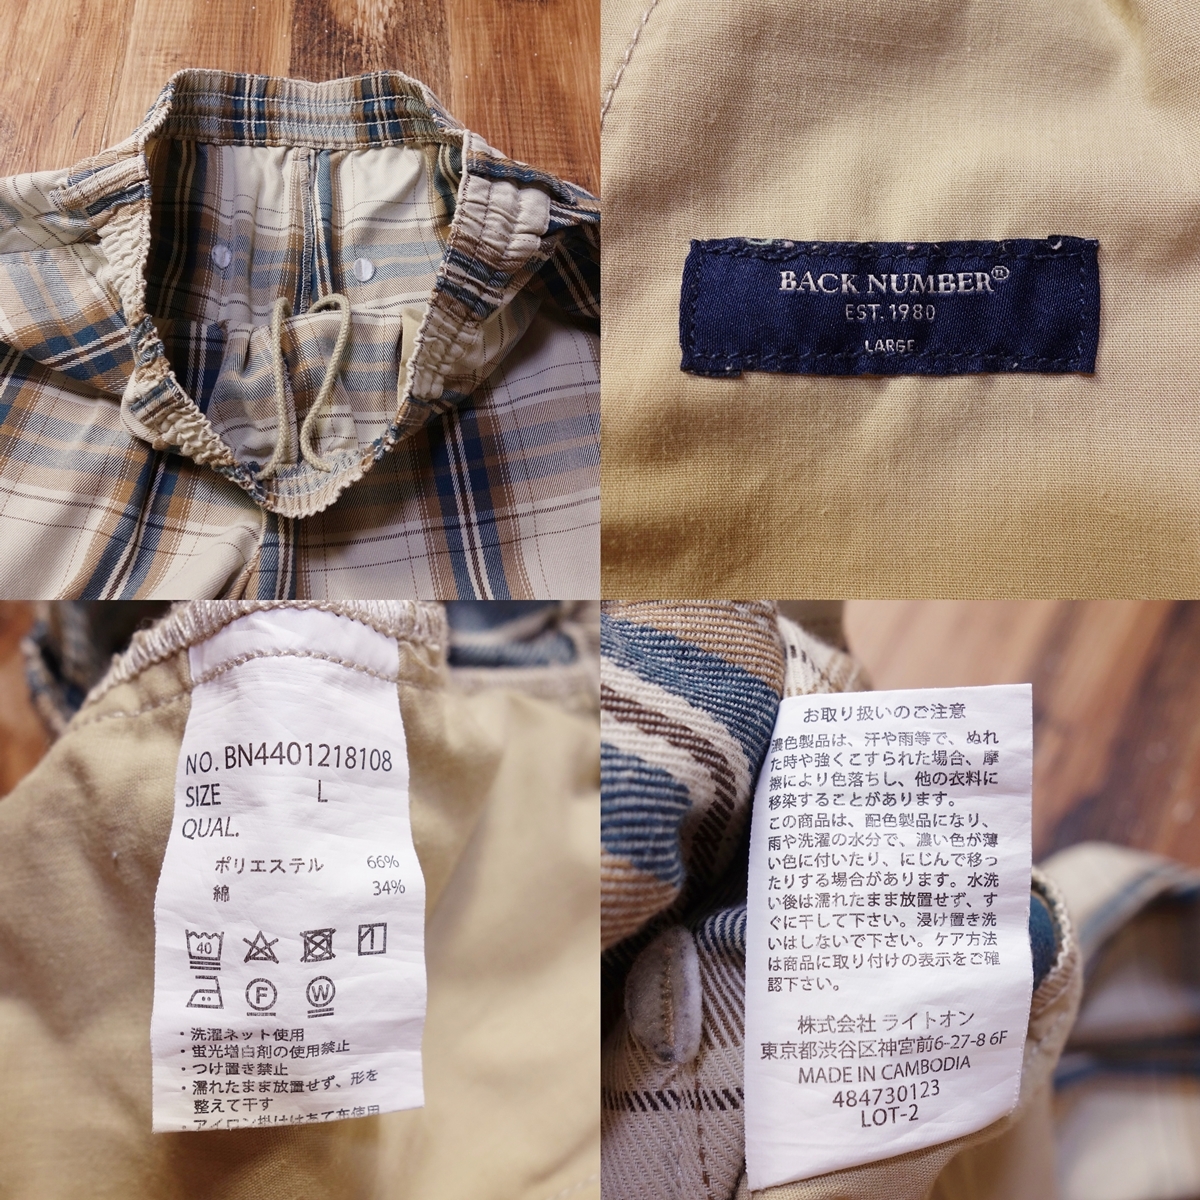 BACK NUMBER®
EST. 1980
LARGE
NO. BN4401218108
SIZE L
QUAL.
ポリエステル 66%
綿 34%
40
F
W
・洗濯ネット使用
・蛍光増白剤の使用禁止
・つけ置き禁止
・濡れたまま放置せず、形を
整えて干す
・アイロン掛けはあて布使用
お取り扱いのご注意
濃色製品は、汗や雨等で、ぬれ
た時や強くこすられた場合、摩
擦により色落ちし、他の衣料に
移染することがあります。
この商品は、配色製品になり、
雨や洗濯の水分で、濃い色が薄
い色に付いたり、にじんで移っ
たりする場合があります。水洗
い後は濡れたまま放置せず、す
ぐに干して下さい。浸け置き洗
いはしないで下さい。ケア方法
は商品に取り付けの表示をご確
認下さい。
株式会社 ライトオン
東京都渋谷区神宮前6-27-8 6F
MADE IN CAMBODIA
484730123
LOT-2